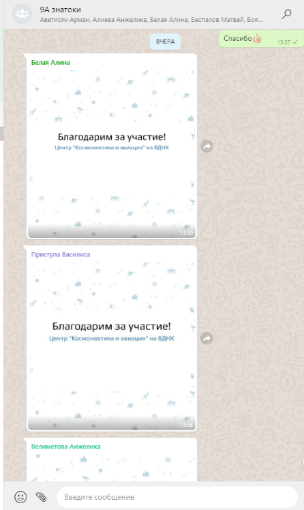 9А знатоки
Аветисян Арман, Алиева Анжелика, Белая Алина, Беспалов Матвей, Боя...
Спасибо👍
13:37
ВЧЕРА
Белая Алина
Благодарим за участие!
Центр "Космонавтика и авиация" на ВДНХ
Приступа Василиса
Благодарим за участие!
Центр "Космонавтика и авиация" на ВДНХ
Велиметова Анжелика
Введите сообщение